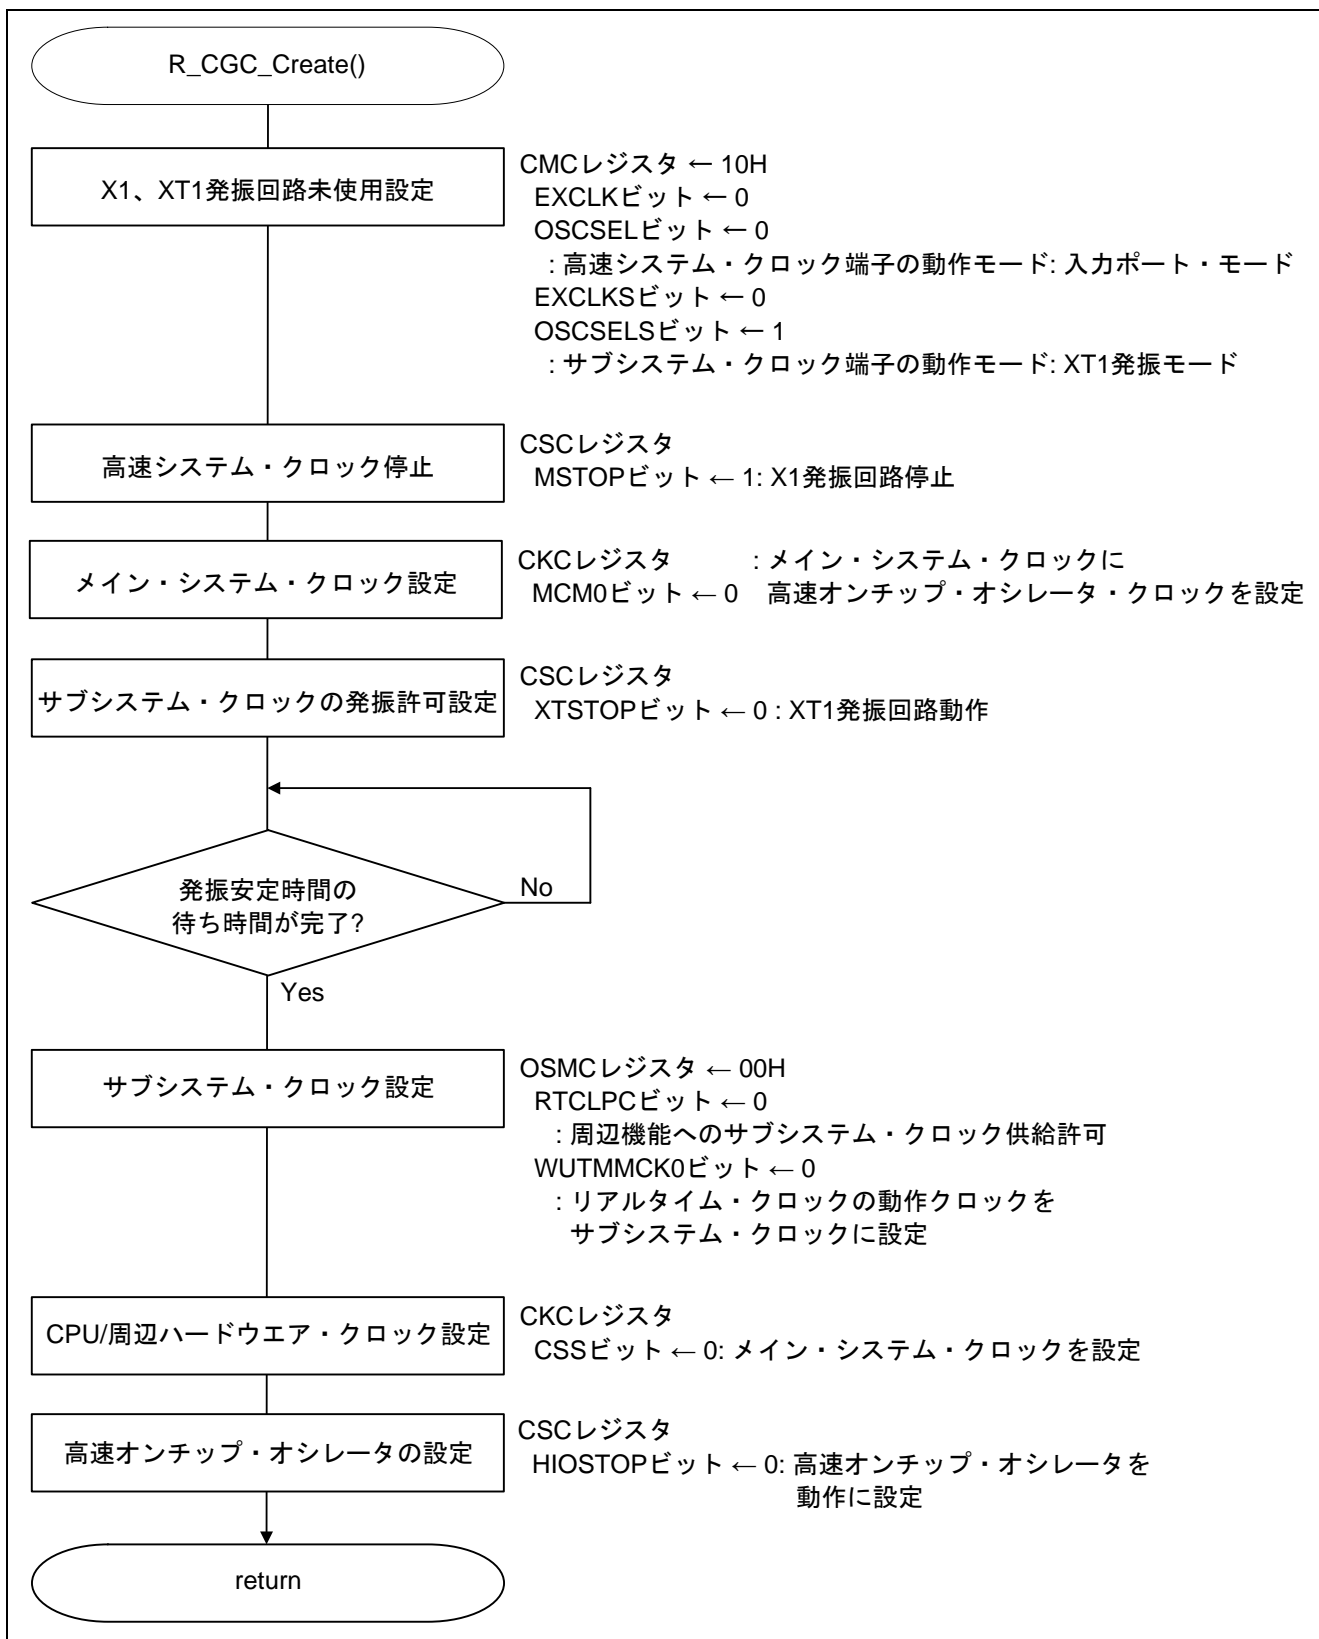 R_CGC_Create()
X1、XT1発振回路未使用設定
CMCレジスタ ← 10H
EXCLKビット ← 0
OSCSELビット ← 0
: 高速システム・クロック端子の動作モード: 入力ポート・モード
EXCLKSビット ← 0
OSCSELSビット ← 1
: サブシステム・クロック端子の動作モード: XT1発振モード
高速システム・クロック停止
CSCレジスタ
MSTOPビット ← 1: X1発振回路停止
メイン・システム・クロック設定
CKCレジスタ : メイン・システム・クロックに
MCM0ビット ← 0 高速オンチップ・オシレータ・クロックを設定
サブシステム・クロックの発振許可設定
CSCレジスタ
XTSTOPビット ← 0 : XT1発振回路動作
発振安定時間の
待ち時間が完了?
No
Yes
サブシステム・クロック設定
OSMCレジスタ ← 00H
RTCLPCビット ← 0
: 周辺機能へのサブシステム・クロック供給許可
WUTMMCK0ビット ← 0
: リアルタイム・クロックの動作クロックを
サブシステム・クロックに設定
CPU/周辺ハードウエア・クロック設定
CKCレジスタ
CSSビット ← 0: メイン・システム・クロックを設定
高速オンチップ・オシレータの設定
CSCレジスタ
HIOSTOPビット ← 0: 高速オンチップ・オシレータを
動作に設定
return